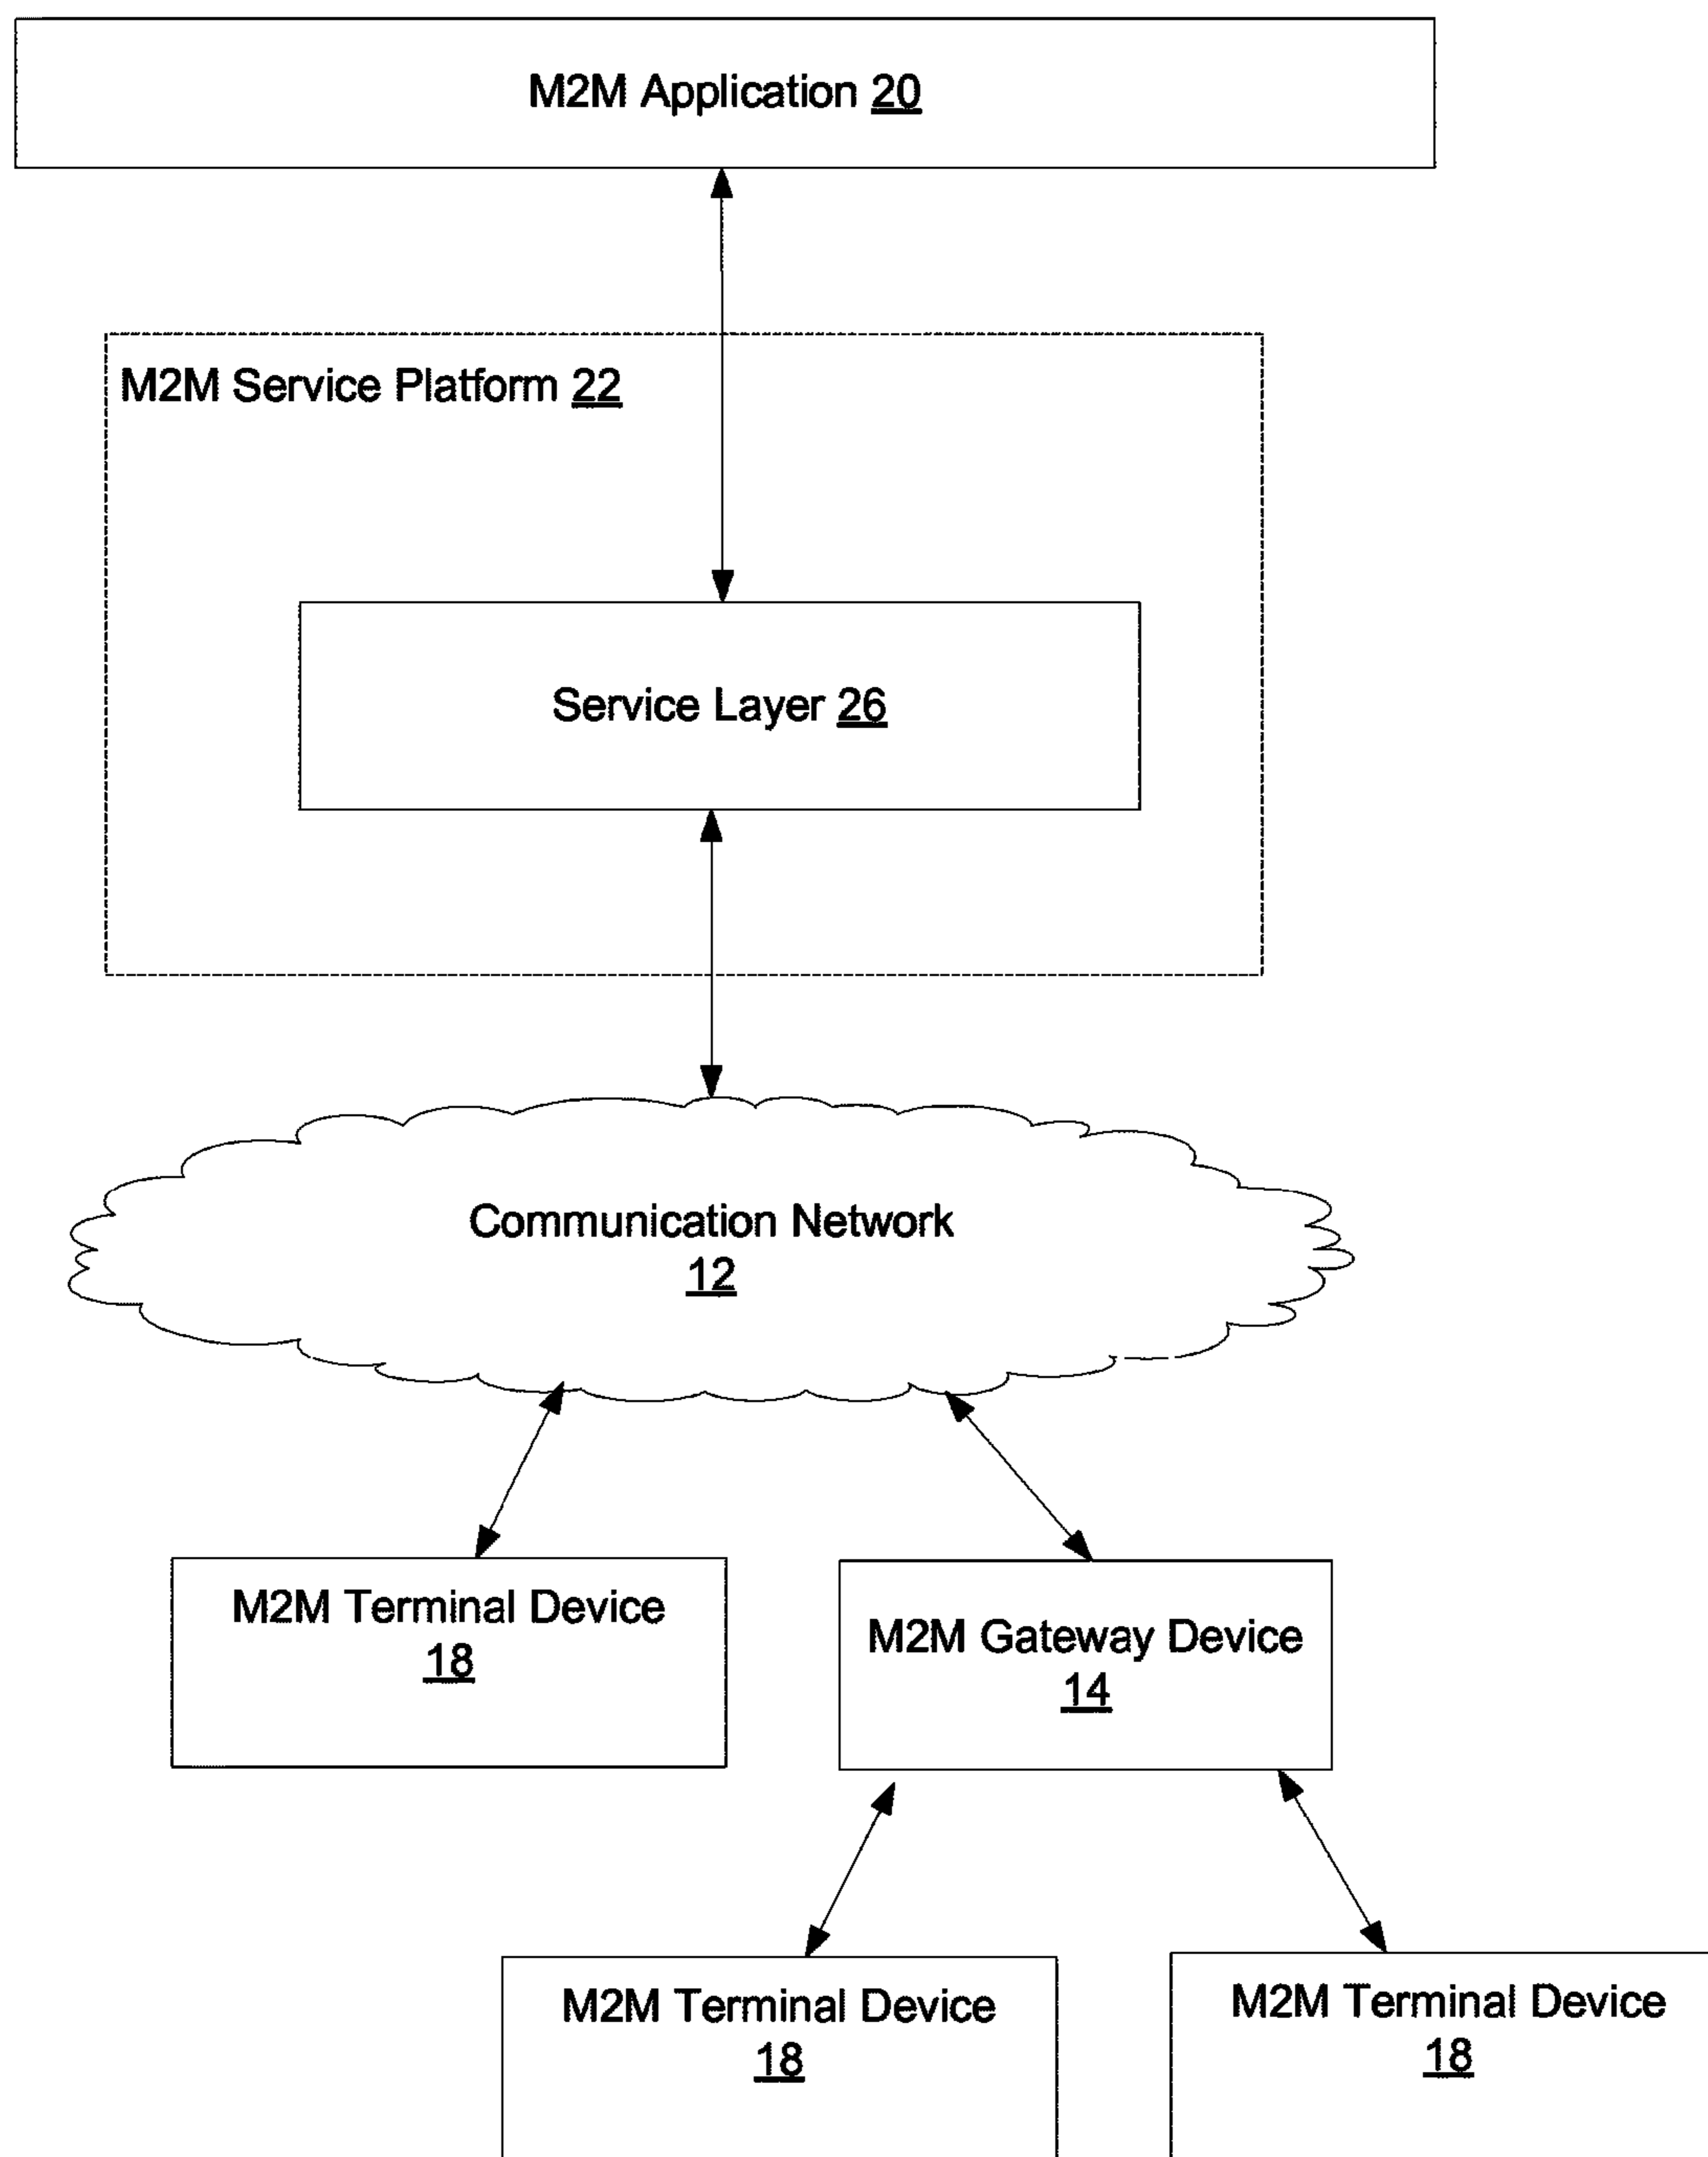 M2M Application 20
M2M Service Platform 22
Service Layer 26
Communication Network
12
M2M Terminal Device
18
M2M Gateway Device
14
M2M Terminal Device
18
M2M Terminal Device
18